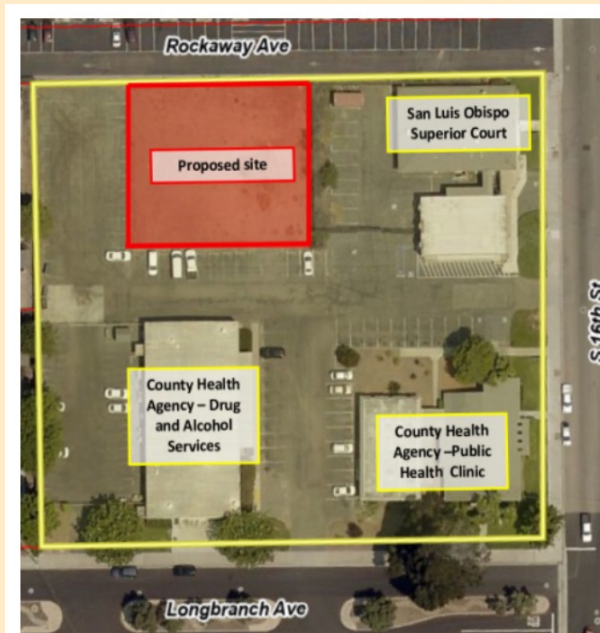 Rockaway Ave
San Luis Obispo
Superior Court
Proposed site
S 16th St
County Health
Agency – Drug
and Alcohol
Services
County Health
Agency –Public
Health Clinic
Longbranch Ave